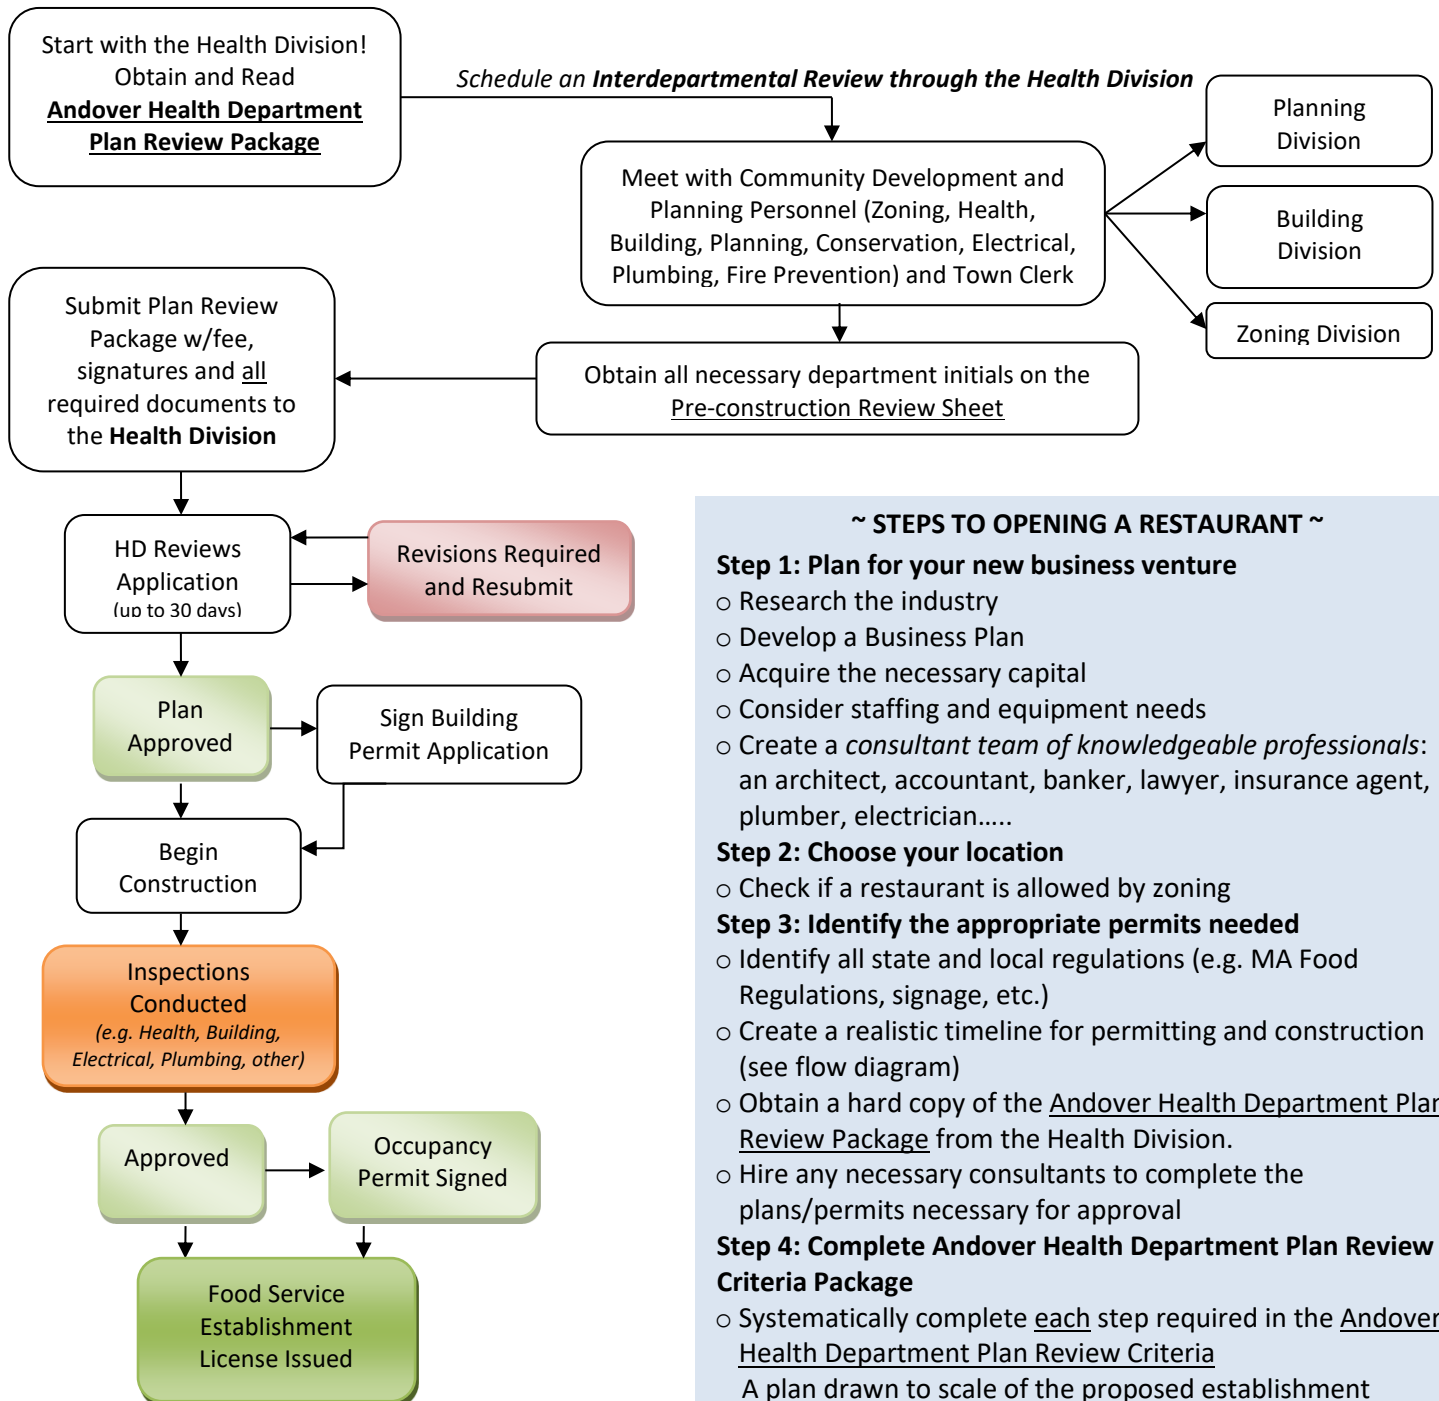 Start with the Health Division!
Obtain and Read
Andover Health Department
Plan Review Package
Schedule an Interdepartmental Review through the Health Division
Planning
Division
Meet with Community Development and
Planning Personnel (Zoning, Health,
Building, Planning, Conservation, Electrical,
Plumbing, Fire Prevention) and Town Clerk
Building
Division
Zoning Division
Submit Plan Review
Package w/fee,
signatures and all
required documents to
the Health Division
Obtain all necessary department initials on the
Pre-construction Review Sheet
HD Reviews
Application
(up to 30 days)
Revisions Required
and Resubmit
Plan
Approved
Sign Building
Permit Application
Begin
Construction
Inspections
Conducted
(e.g. Health, Building,
Electrical, Plumbing, other)
Approved
Occupancy
Permit Signed
Food Service
Establishment
License Issued
~ STEPS TO OPENING A RESTAURANT ~
Step 1: Plan for your new business venture
○ Research the industry
○ Develop a Business Plan
○ Acquire the necessary capital
○ Consider staffing and equipment needs
○ Create a consultant team of knowledgeable professionals:
an architect, accountant, banker, lawyer, insurance agent,
plumber, electrician…..
Step 2: Choose your location
○ Check if a restaurant is allowed by zoning
Step 3: Identify the appropriate permits needed
○ Identify all state and local regulations (e.g. MA Food
Regulations, signage, etc.)
○ Create a realistic timeline for permitting and construction
(see flow diagram)
○ Obtain a hard copy of the Andover Health Department Plan
Review Package from the Health Division.
○ Hire any necessary consultants to complete the
plans/permits necessary for approval
Step 4: Complete Andover Health Department Plan Review
Criteria Package
○ Systematically complete each step required in the Andover
Health Department Plan Review Criteria
A plan drawn to scale of the proposed establishment